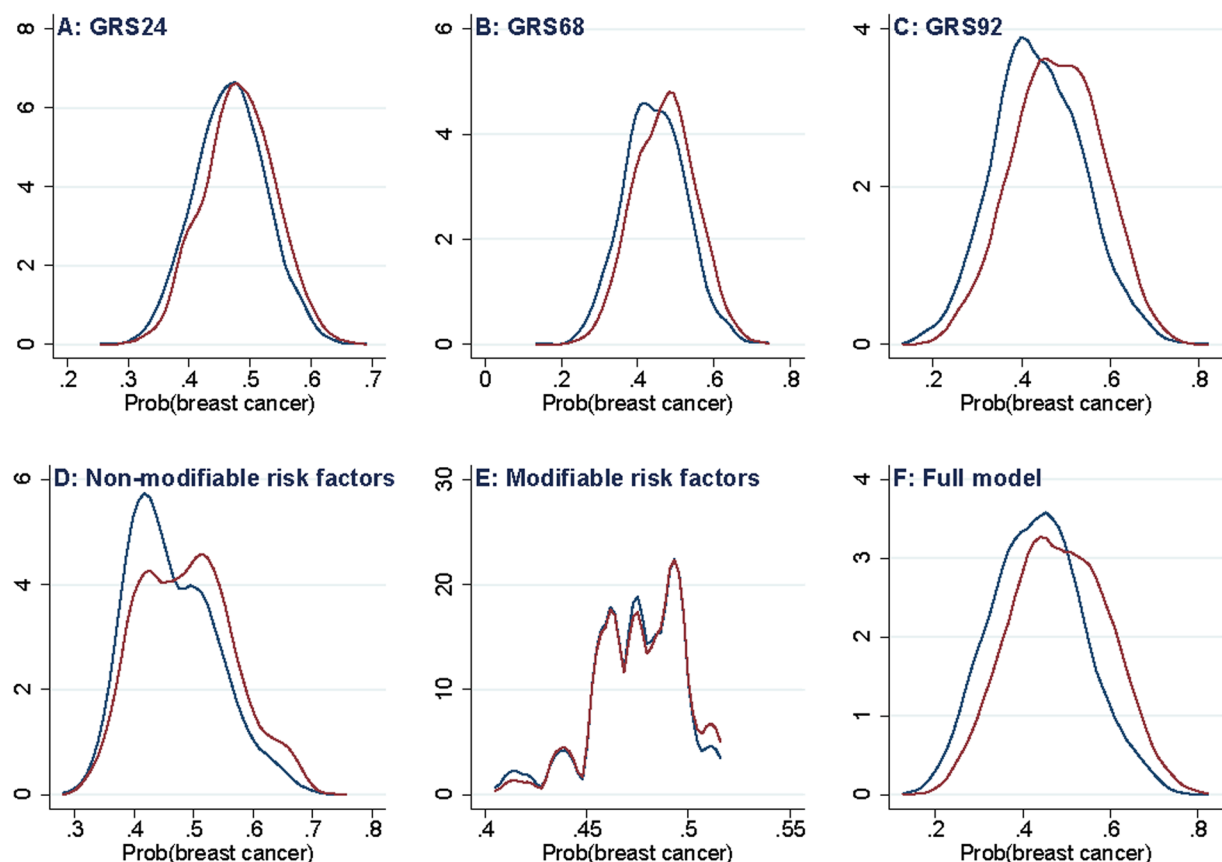 A: GRS24
8
6
4
2
0
.2 .3 .4 .5 .6 .7
Prob(breast cancer)
B: GRS68
6
4
2
0
0 .2 .4 .6 .8
Prob(breast cancer)
C: GRS92
4
2
0
.2 .4 .6 .8
Prob(breast cancer)
D: Non-modifiable risk factors
6
4
2
0
.3 .4 .5 .6 .7 .8
Prob(breast cancer)
E: Modifiable risk factors
30
20
10
0
.4 .45 .5 .55
Prob(breast cancer)
F: Full model
4
3
2
1
0
.2 .4 .6 .8
Prob(breast cancer)